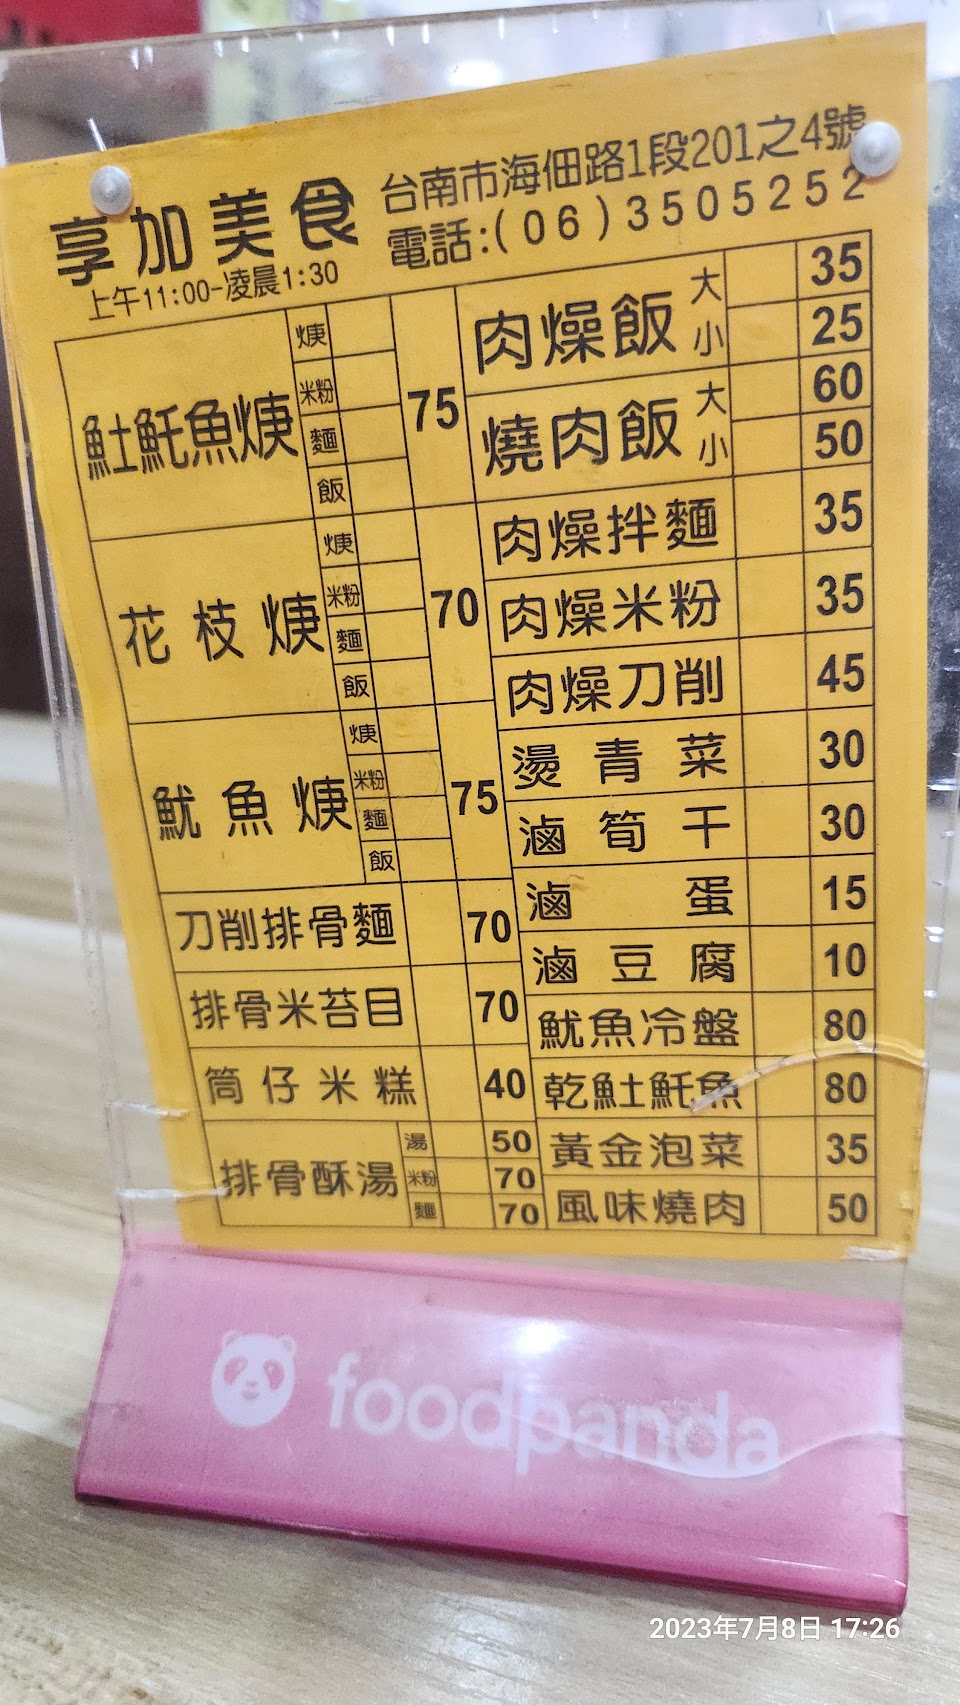 享加美食
上午11:00-凌晨1:30
台南市海佃路1段201之4號
電話:(06)3505252
𩵚魠魚焿 焿 米粉 麵 飯 75
花枝焿 焿 米粉 麵 飯 70
魷魚焿 焿 米粉 麵 飯 75
刀削排骨麵 70
排骨米苔目 70
筒仔米糕 40
排骨酥湯 湯 50
米粉 70
麵 70
肉燥飯 大 35
小 25
燒肉飯 大 60
小 50
肉燥拌麵 35
肉燥米粉 35
肉燥刀削 45
燙青菜 30
滷筍干 30
滷蛋 15
滷豆腐 10
魷魚冷盤 80
乾𩵚魠魚 80
黃金泡菜 35
風味燒肉 50
foodpanda
2023年7月8日 17:26